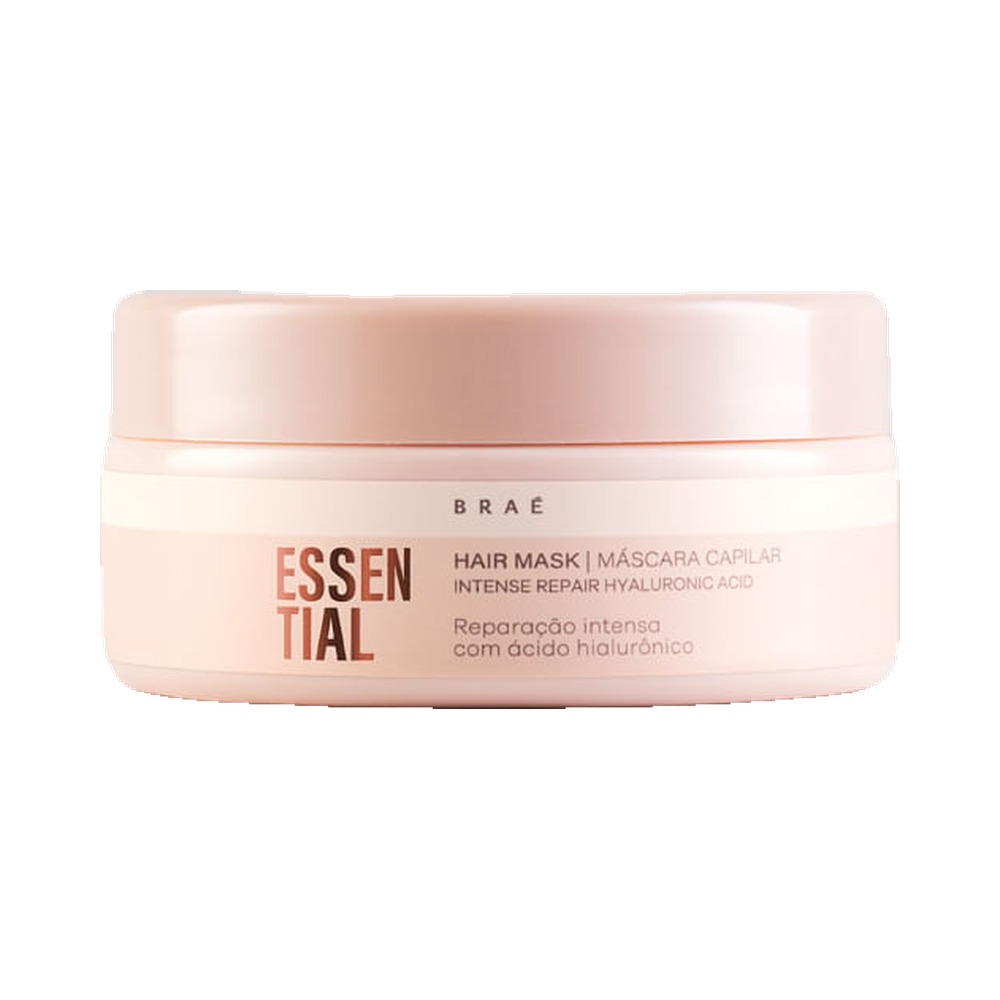 BRAÉ
ESSEN
TIAL
HAIR MASK | MÁSCARA CAPILAR
INTENSE REPAIR HYALURONIC ACID
Reparação intensa
com ácido hialurônico